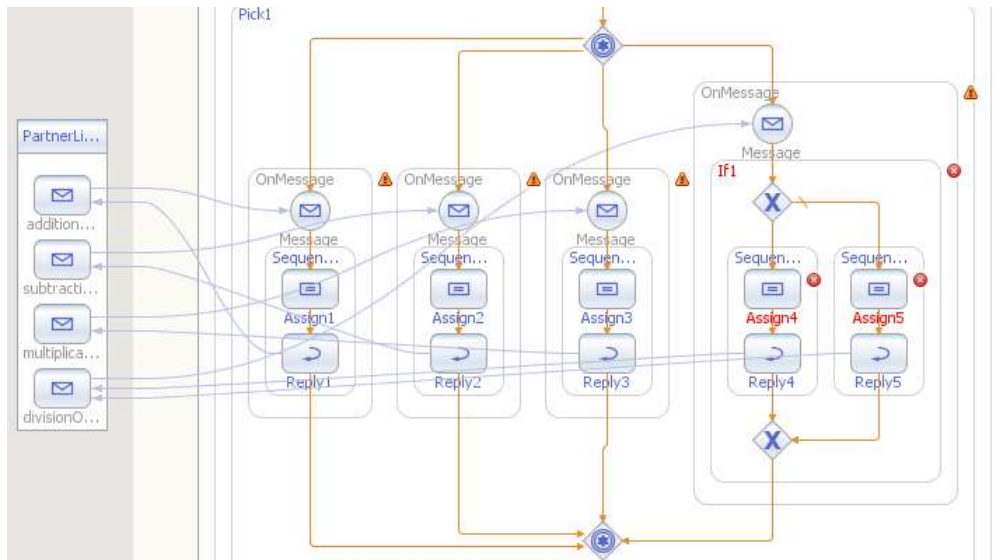 Pick1
OnMessage
Message
If1
PartnerLi...
addition...
subtracti...
multiplica...
divisionO...
OnMessage
OnMessage
OnMessage
Message
Message
Message
Sequen...
Sequen...
Sequen...
Sequen...
Sequen...
Assign1
Assign2
Assign3
Assign4
Assign5
Reply1
Reply2
Reply3
Reply4
Reply5